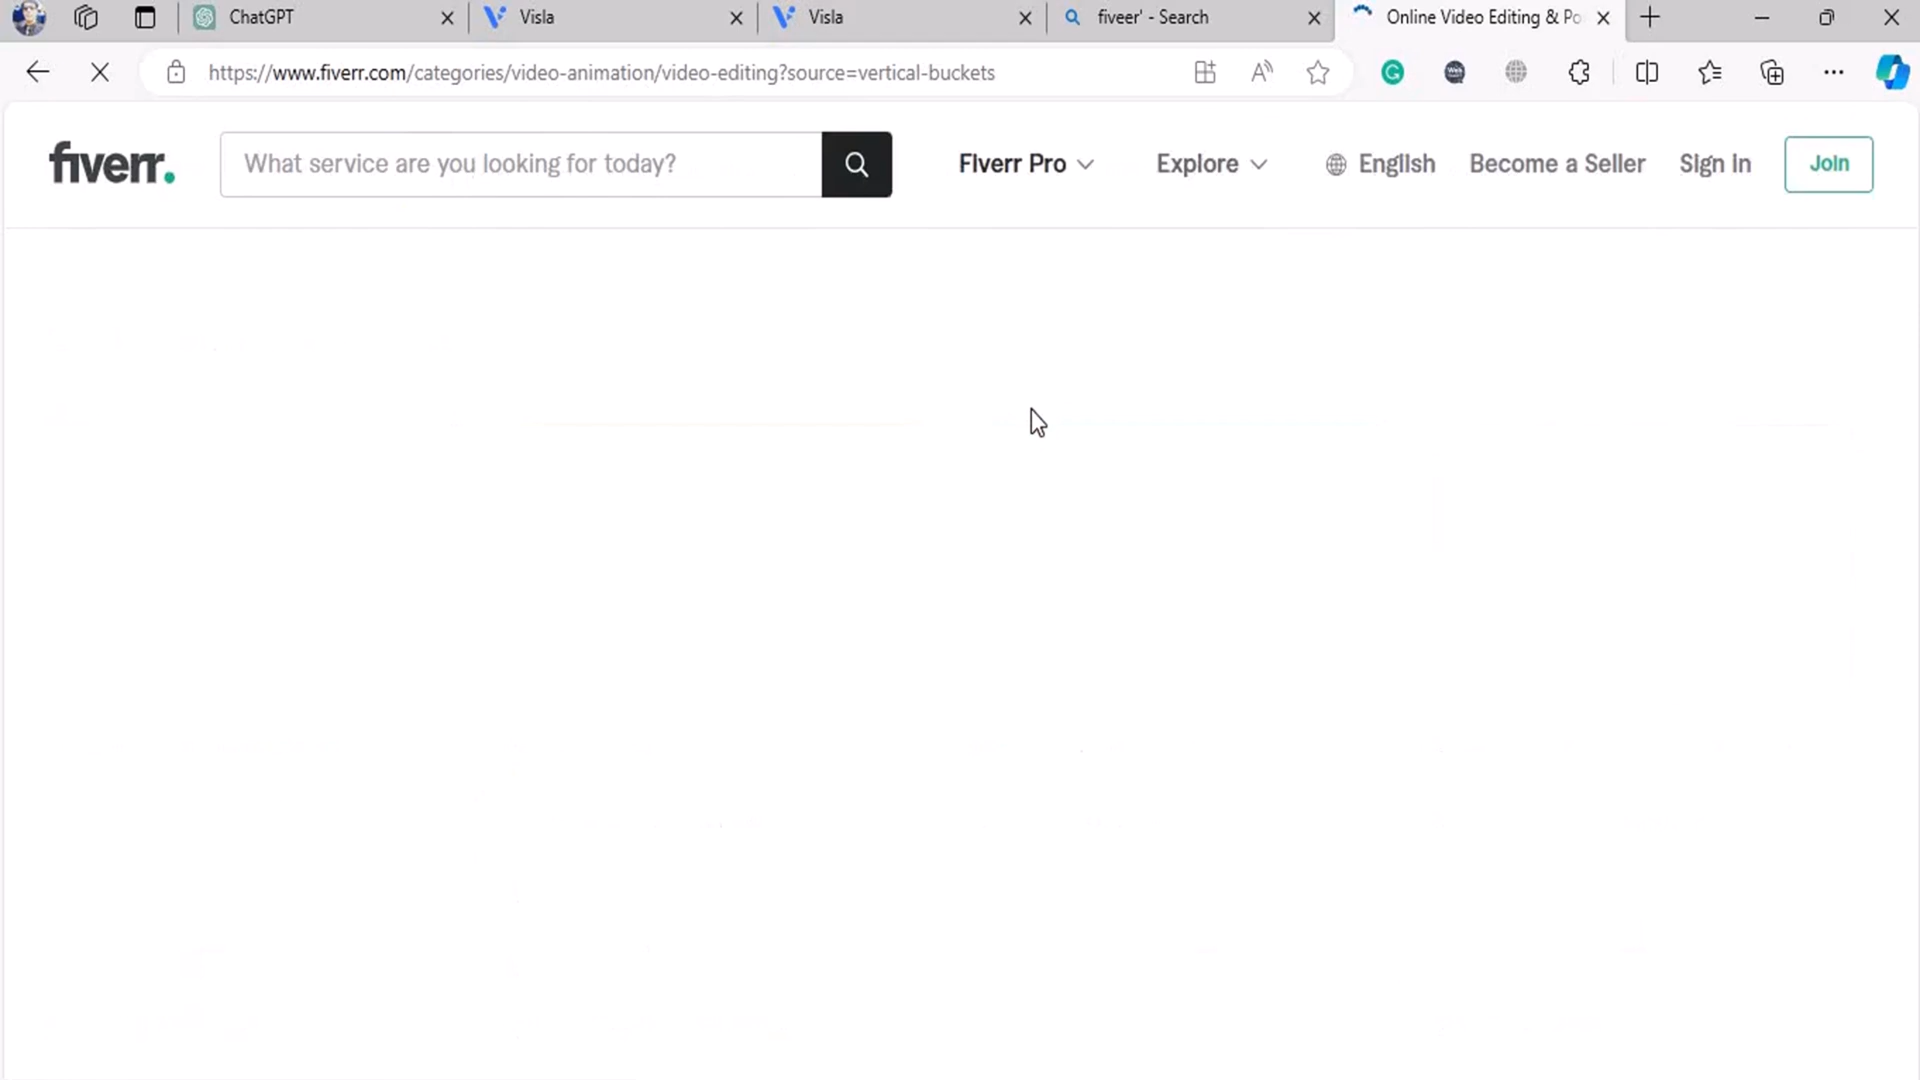 ChatGPT
Visla
Visla
fiveer' - Search
Online Video Editing & Po
https://www.fiverr.com/categories/video-animation/video-editing?source=vertical-buckets
fiverr.
What service are you looking for today?
Fiverr Pro
Explore
English
Become a Seller
Sign In
Join